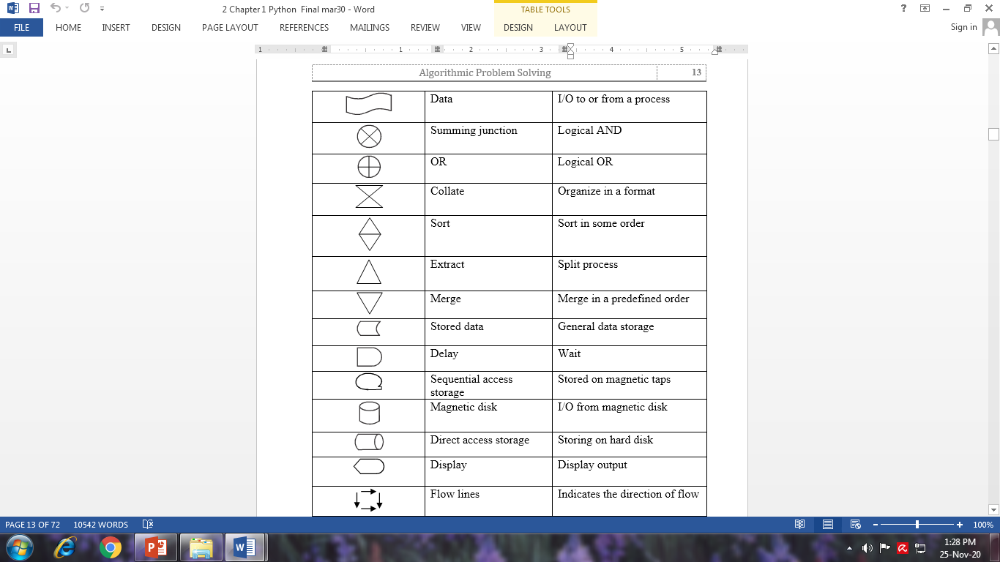 2 Chapter 1 Python Final mar30 - Word
TABLE TOOLS
?
FILE HOME INSERT DESIGN PAGE LAYOUT REFERENCES MAILINGS REVIEW VIEW DESIGN LAYOUT Sign in
1 1 2 3 4 5
Algorithmic Problem Solving 13
Data I/O to or from a process
Summing junction Logical AND
OR Logical OR
Collate Organize in a format
Sort Sort in some order
Extract Split process
Merge Merge in a predefined order
Stored data General data storage
Delay Wait
Sequential access Stored on magnetic taps
storage
Magnetic disk I/O from magnetic disk
Direct access storage Storing on hard disk
Display Display output
Flow lines Indicates the direction of flow
PAGE 13 OF 72 10542 WORDS 100%
1:28 PM
25-Nov-20